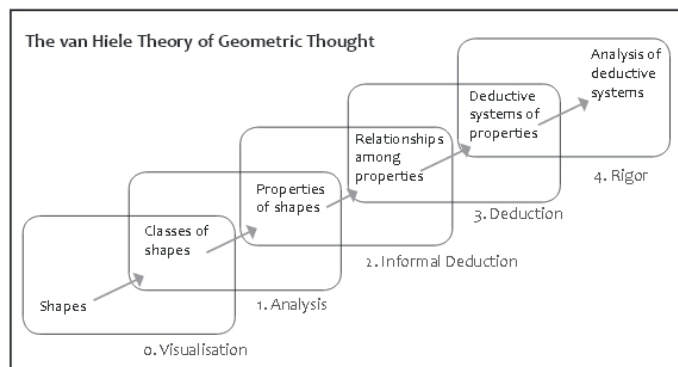 The van Hiele Theory of Geometric Thought
Shapes
Classes of
shapes
Properties
of shapes
Relationships
among
properties
Deductive
systems of
properties
Analysis of
deductive
systems
0. Visualisation
1. Analysis
2. Informal Deduction
3. Deduction
4. Rigor